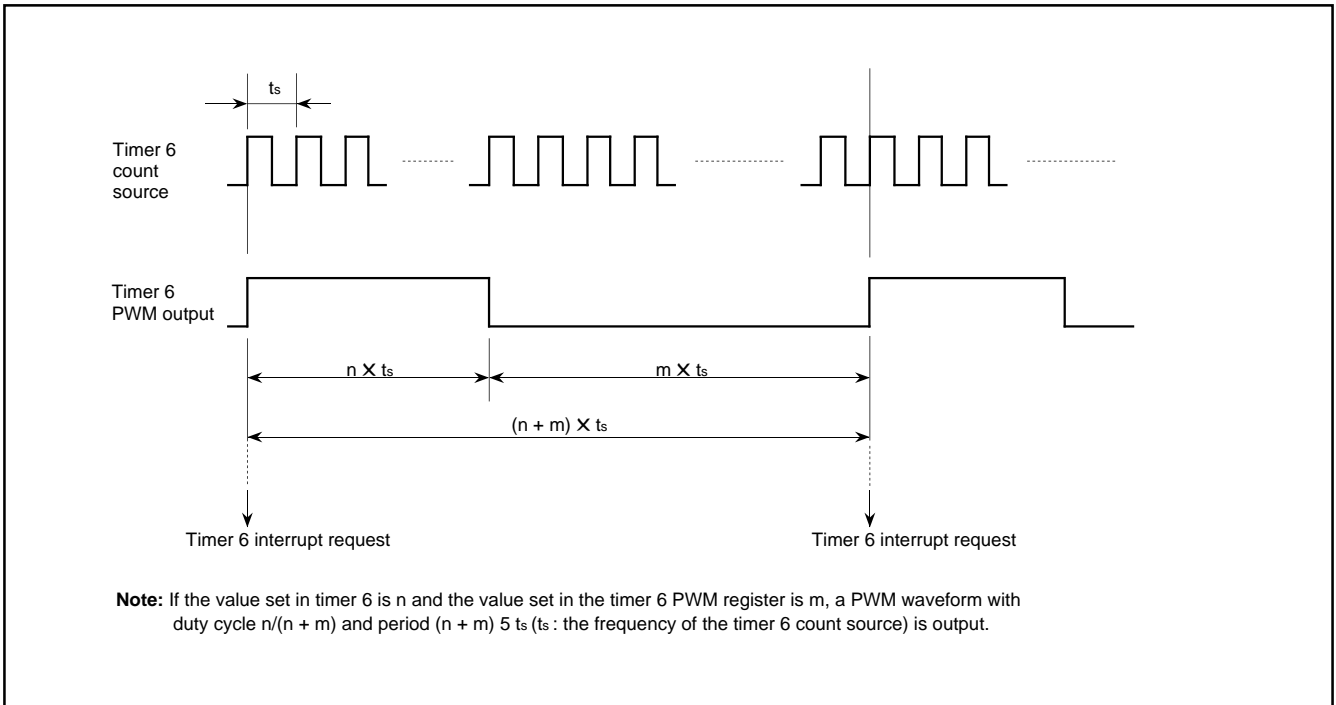 ts
Timer 6
count
source
Timer 6
PWM output
n ✕ ts
m ✕ ts
(n + m) ✕ ts
Timer 6 interrupt request
Timer 6 interrupt request
Note: If the value set in timer 6 is n and the value set in the timer 6 PWM register is m, a PWM waveform with
duty cycle n/(n + m) and period (n + m) 5 ts (ts : the frequency of the timer 6 count source) is output.